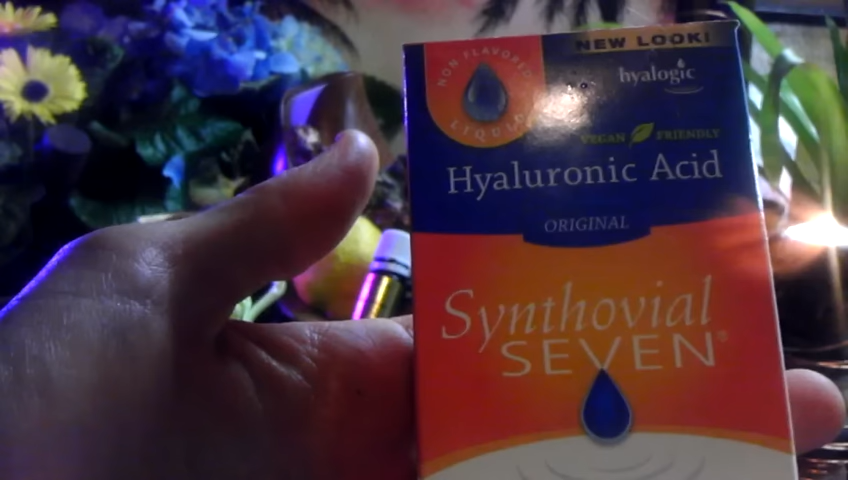 NEW LOOK!
NON FLAVORED
LIQUID
hyalogic
VEGAN FRIENDLY
Hyaluronic Acid
ORIGINAL
Synthovial
SEVEN®